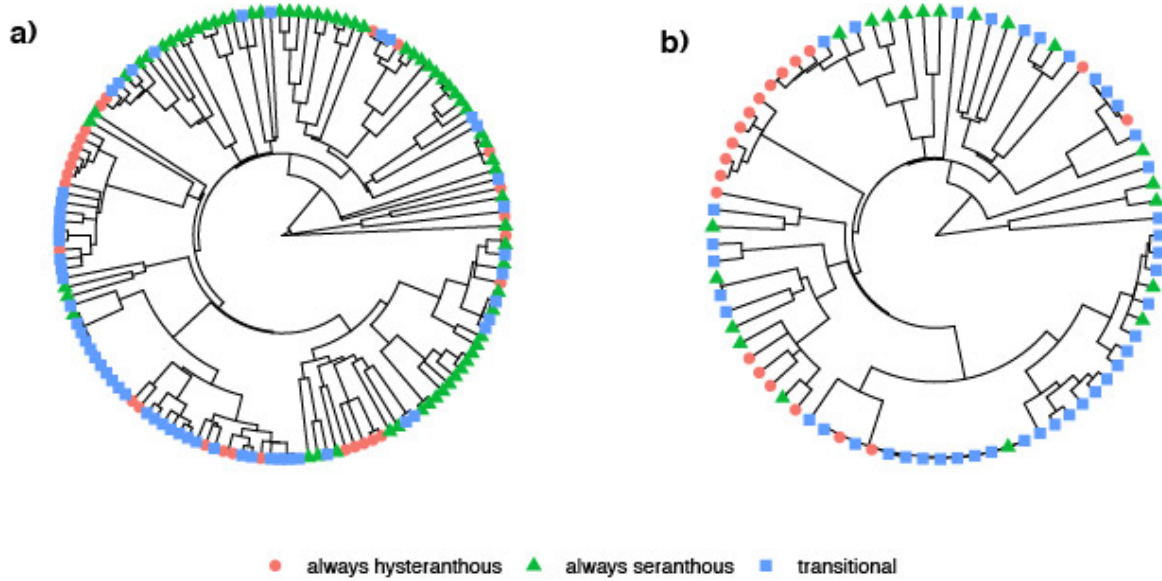 a)
b)
always hysteranthous
always seranthous
transitional